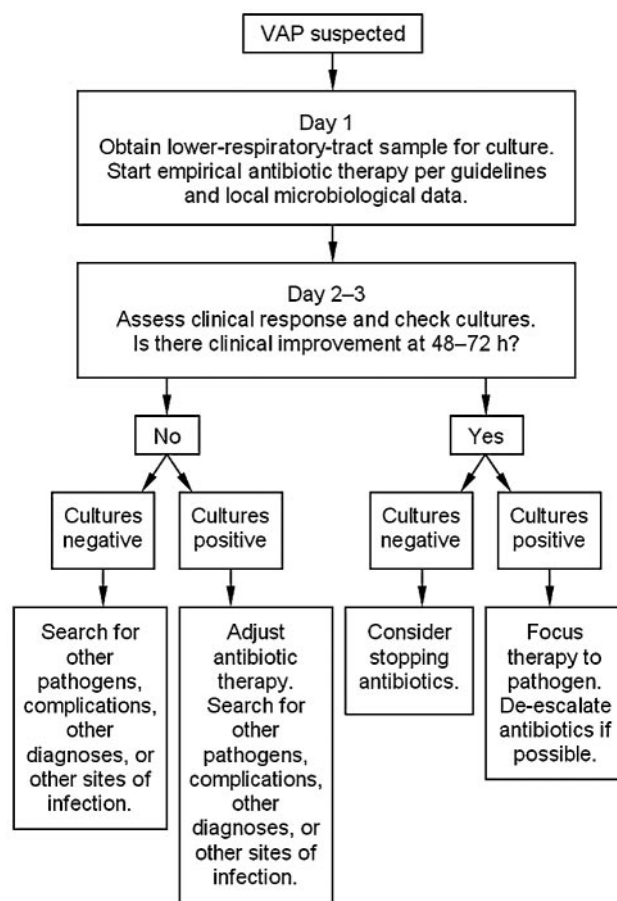 VAP suspected
Day 1
Obtain lower-respiratory-tract sample for culture.
Start empirical antibiotic therapy per guidelines
and local microbiological data.
Day 2–3
Assess clinical response and check cultures.
Is there clinical improvement at 48–72 h?
No
Yes
Cultures
negative
Cultures
positive
Cultures
negative
Cultures
positive
Search for
other
pathogens,
complications,
other
diagnoses, or
other sites of
infection.
Adjust
antibiotic
therapy.
Search for
other
pathogens,
complications,
other
diagnoses, or
other sites of
infection.
Consider
stopping
antibiotics.
Focus
therapy to
pathogen.
De-escalate
antibiotics if
possible.